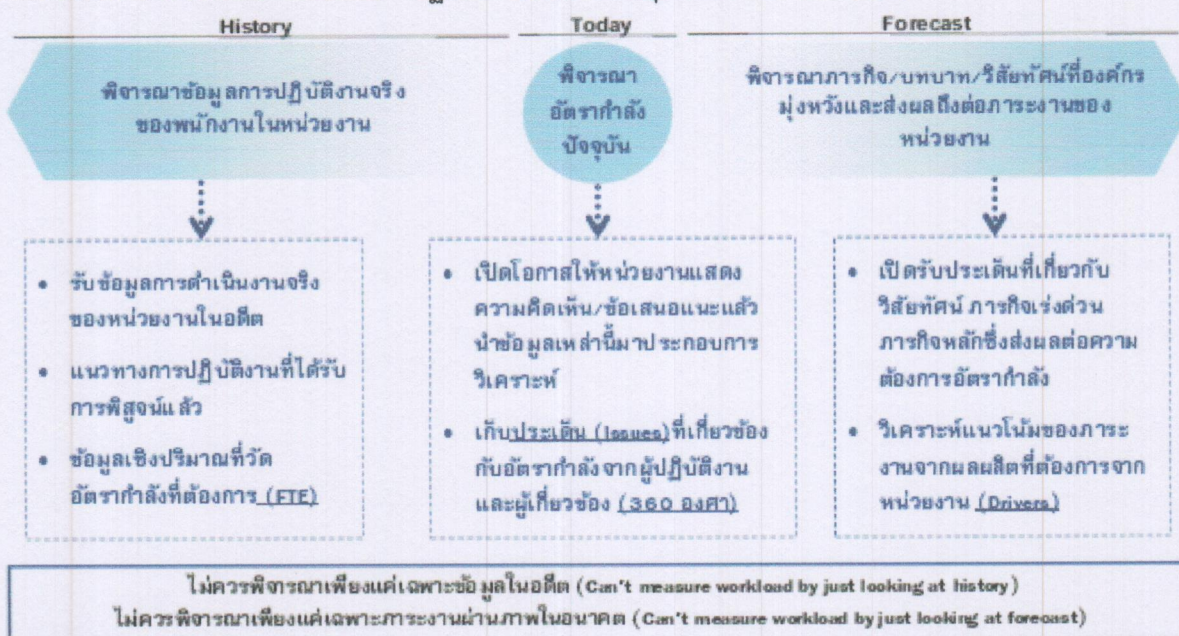 History
Today
Forecast
พิจารณาข้อมูลการปฏิบัติงานจริง
ของพนักงานในหน่วยงาน
พิจารณา
อัตรากำลัง
ปัจจุบัน
พิจารณาภารกิจ/บทบาท/วิสัยทัศน์ที่องค์กร
มุ่งหวังและส่งผลถึงต่อภาระงานของ
หน่วยงาน
• รับข้อมูลการดำเนินงานจริง
ของหน่วยงานในอดีต
• แนวทางการปฏิบัติงานที่ได้รับ
การพิสูจน์แล้ว
• ข้อมูลเชิงปริมาณที่วัด
อัตรากำลังที่ต้องการ (FTE)
• เปิดโอกาสให้หน่วยงานแสดง
ความคิดเห็น/ข้อเสนอแนะแล้ว
นำข้อมูลเหล่านี้มาประกอบการ
วิเคราะห์
• เก็บประเด็น (Issues)ที่เกี่ยวข้อง
กับอัตรากำลังจากผู้ปฏิบัติงาน
และผู้เกี่ยวข้อง (360 องศา)
• เปิดรับประเด็นที่เกี่ยวกับ
วิสัยทัศน์ ภารกิจเร่งด่วน
ภารกิจหลักซึ่งส่งผลต่อความ
ต้องการอัตรากำลัง
• วิเคราะห์แนวโน้มของภาระ
งานจากผลผลิตที่ต้องการจาก
หน่วยงาน (Drivers)
ไม่ควรพิจารณาเพียงแค่เฉพาะข้อมูลในอดีต (Can't measure workload by just looking at history)
ไม่ควรพิจารณาเพียงแค่เฉพาะภาระงานผ่านภาพในอนาคต (Can't measure workload by just looking at forecast)